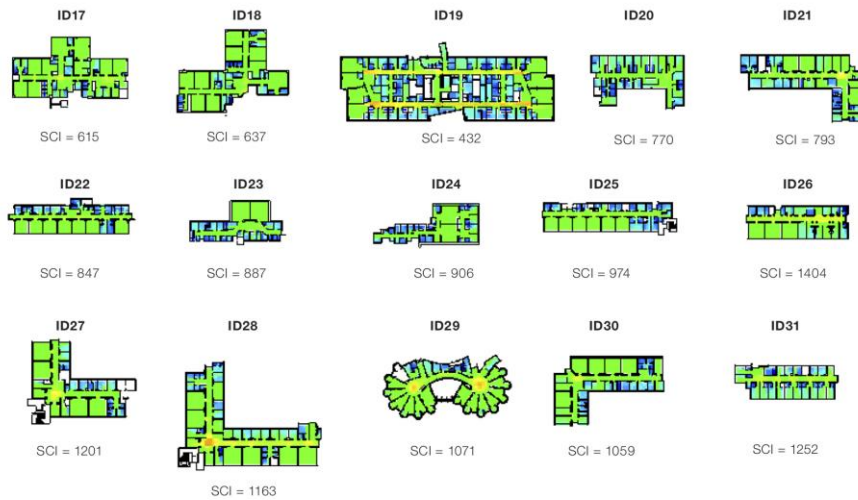 ID17 ID18 ID19 ID20 ID21
SCI = 615 SCI = 637 SCI = 432 SCI = 770 SCI = 793
ID22 ID23 ID24 ID25 ID26
SCI = 847 SCI = 887 SCI = 906 SCI = 974 SCI = 1404
ID27 ID28 ID29 ID30 ID31
SCI = 1201 SCI = 1163 SCI = 1071 SCI = 1059 SCI = 1252